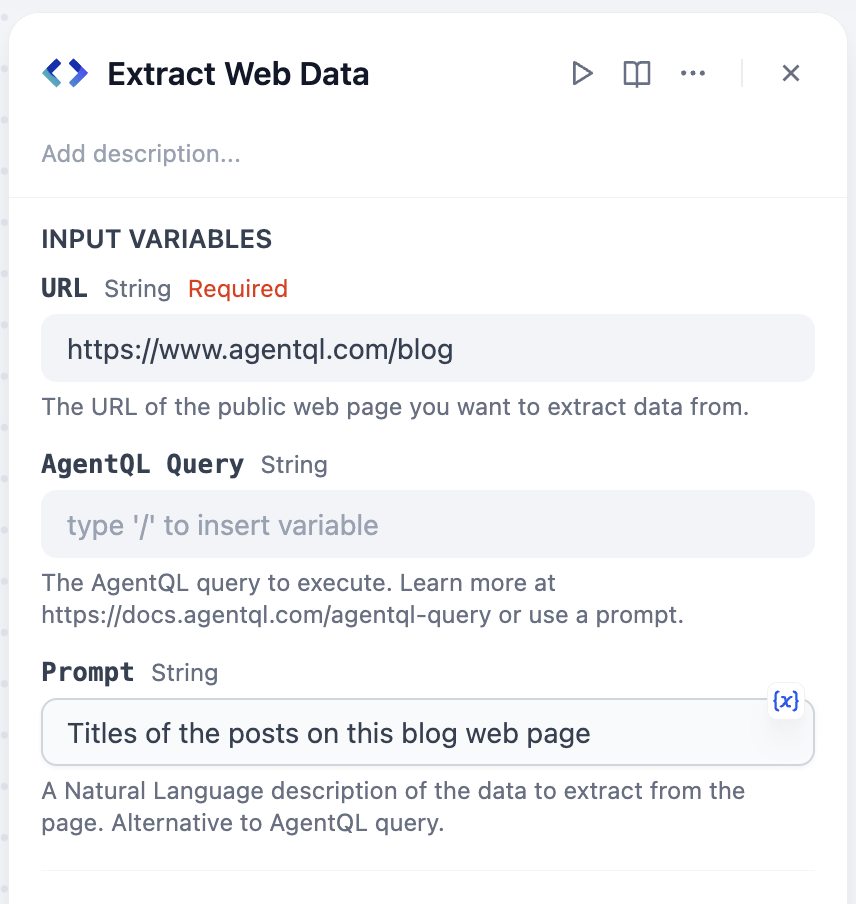 Extract Web Data
Add description...
INPUT VARIABLES
URL String Required
https://www.agentql.com/blog
The URL of the public web page you want to extract data from.
AgentQL Query String
type '/' to insert variable
The AgentQL query to execute. Learn more at
https://docs.agentql.com/agentql-query or use a prompt.
Prompt String
{x}
Titles of the posts on this blog web page
A Natural Language description of the data to extract from the
page. Alternative to AgentQL query.